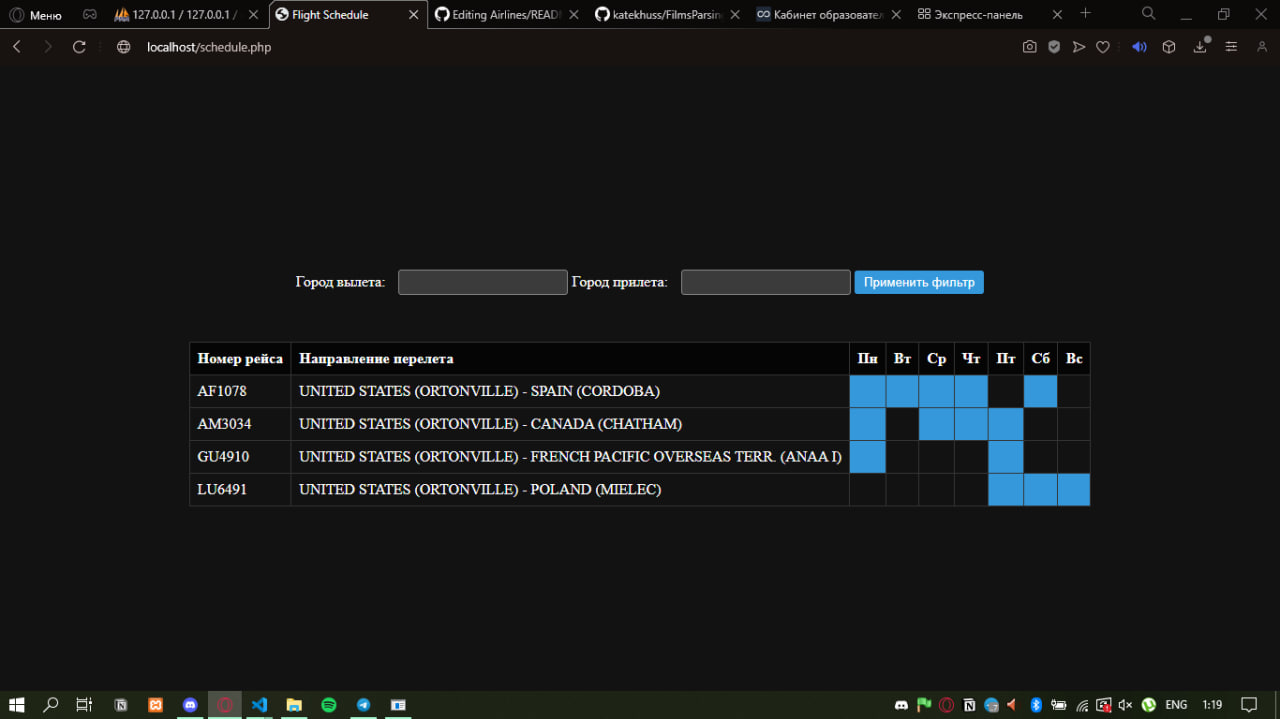 Меню 127.0.0.1 / 127.0.0.1 / Flight Schedule Editing Airlines/READ katekhuss/FilmsParsin Кабинет образовател Экспресс-панель
localhost/schedule.php
Город вылета: Город прилета: Применить фильтр
Номер рейса Направление перелета Пн Вт Ср Чт Пт Сб Вс
AF1078 UNITED STATES (ORTONVILLE) - SPAIN (CORDOBA)
AM3034 UNITED STATES (ORTONVILLE) - CANADA (CHATHAM)
GU4910 UNITED STATES (ORTONVILLE) - FRENCH PACIFIC OVERSEAS TERR. (ANAA I)
LU6491 UNITED STATES (ORTONVILLE) - POLAND (MIELEC)
ENG 1:19